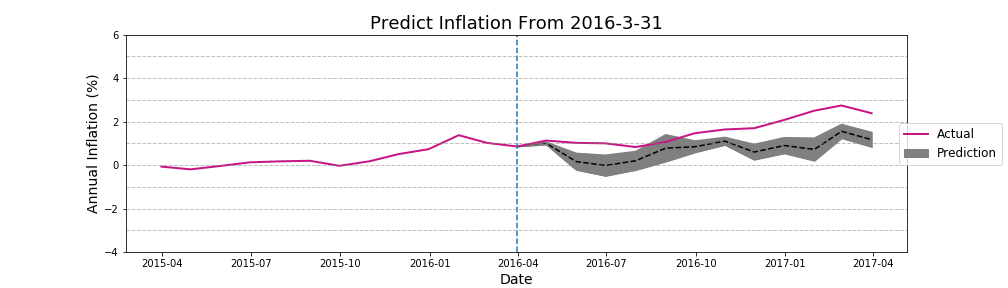 Predict Inflation From 2016-3-31
Annual Inflation (%)
6
4
2
0
−2
−4
2015-04 2015-07 2015-10 2016-01 2016-04 2016-07 2016-10 2017-01 2017-04
Date
Actual
Prediction